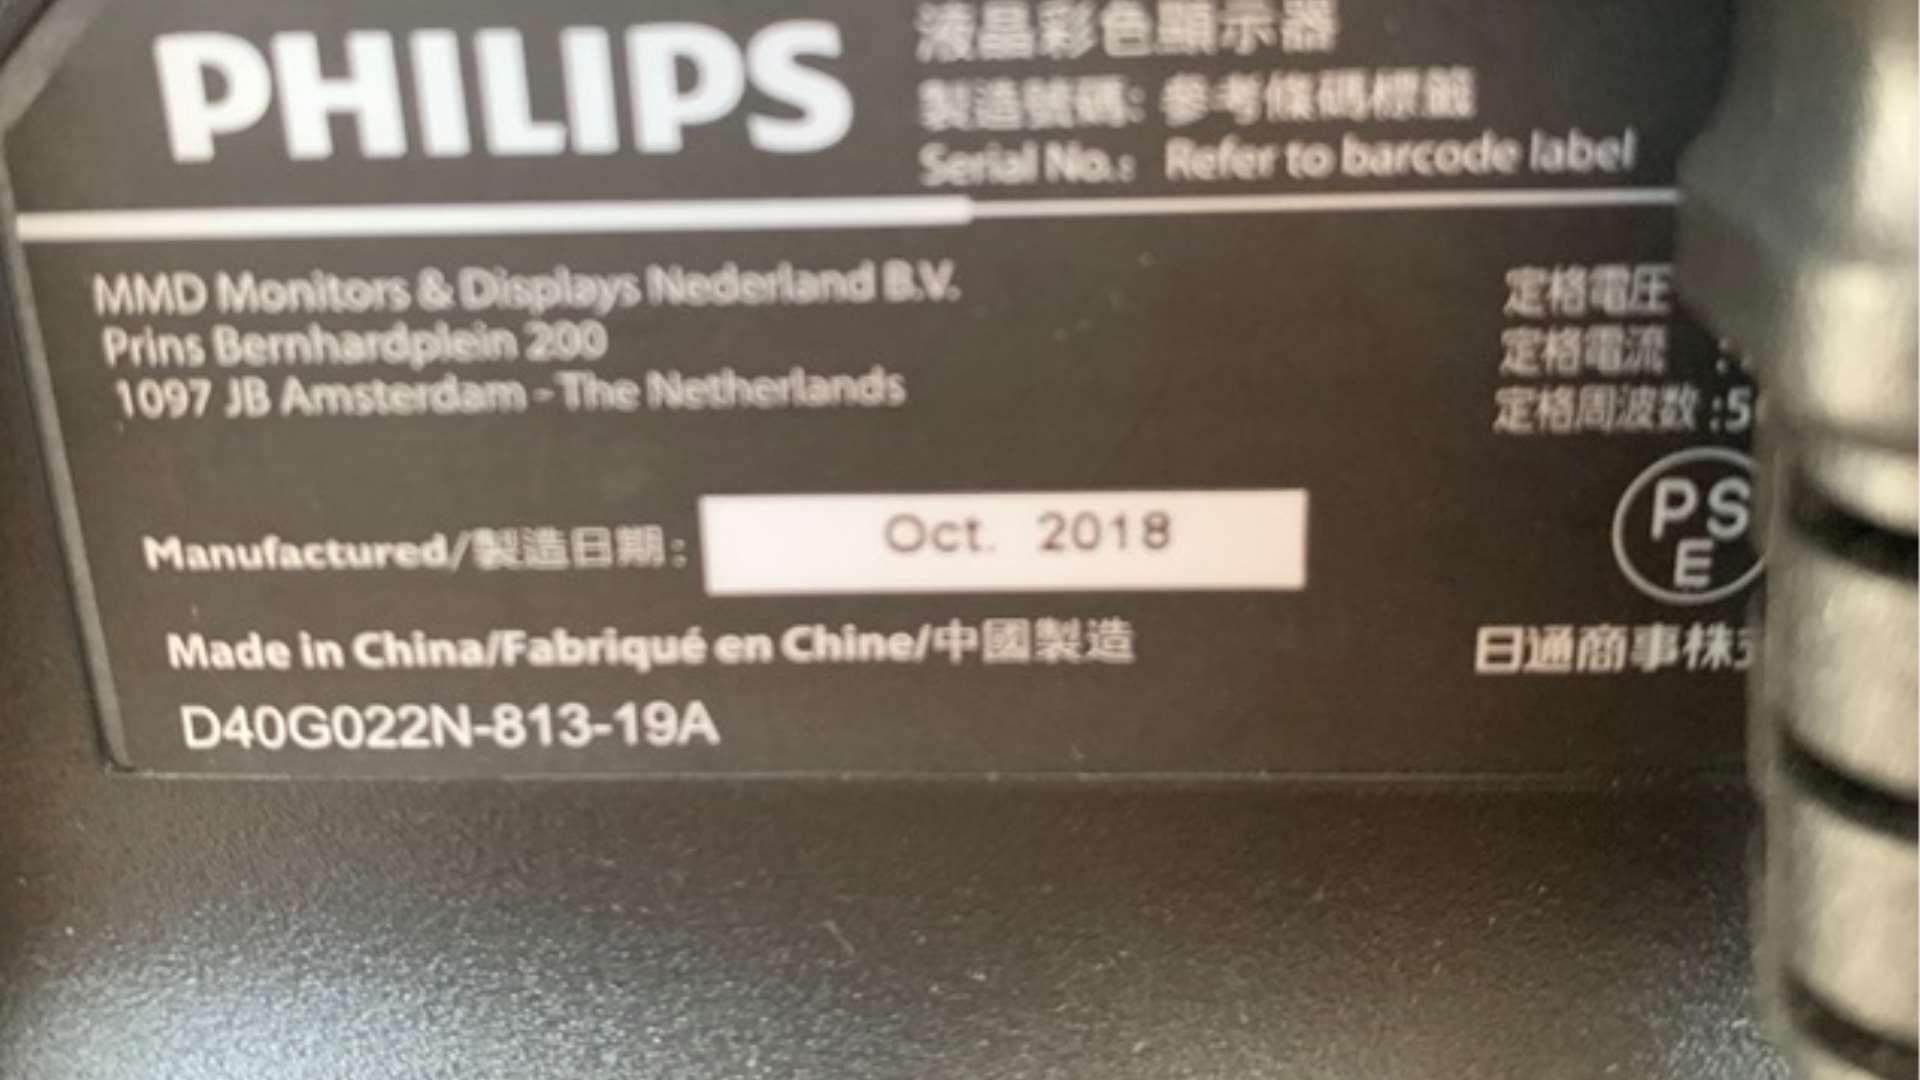 PHILIPS
液晶彩色顯示器
製造號碼: 參考條碼標籤
Serial No.: Refer to barcode label
MMD Monitors & Displays Nederland B.V.
Prins Bernhardplein 200
1097 JB Amsterdam - The Netherlands
定格電圧
定格電流 :
定格周波数 :5
PS
E
Manufactured/製造日期: Oct. 2018
Made in China/Fabriqué en Chine/中國製造
日通商事株
D40G022N-813-19A